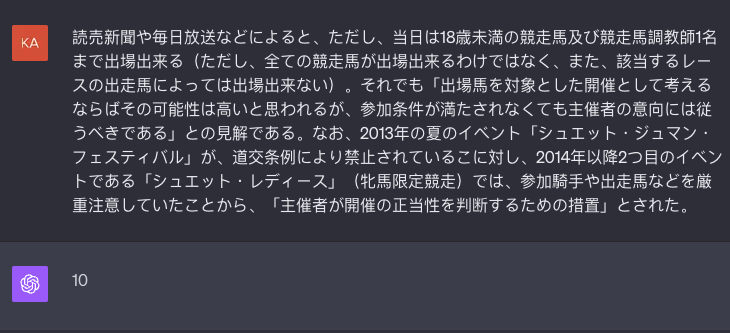 KA
読売新聞や毎日放送などによると、ただし、当日は18歳未満の競走馬及び競走馬調教師1名
まで出場出来る（ただし、全ての競走馬が出場出来るわけではなく、また、該当するレー
スの出走馬によっては出場出来ない）。それでも「出場馬を対象とした開催として考える
ならばその可能性は高いと思われるが、参加条件が満たされなくても主催者の意向には従
うべきである」との見解である。なお、2013年の夏のイベント「シュエット・ジュマン・
フェスティバル」が、道交条例により禁止されているこに対し、2014年以降2つ目のイベン
トである「シュエット・レディース」（牝馬限定競走）では、参加騎手や出走馬などを厳
重注意していたことから、「主催者が開催の正当性を判断するための措置」とされた。
10